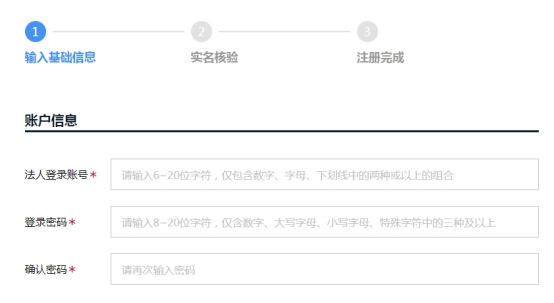 1 2 3
输入基础信息 实名核验 注册完成
账户信息
法人登录账号* 请输入6~20位字符，仅包含数字、字母、下划线中的两种或以上的组合
登录密码* 请输入8~20位字符，仅含数字、大写字母、小写字母、特殊字符中的三种及以上
确认密码* 请再次输入密码